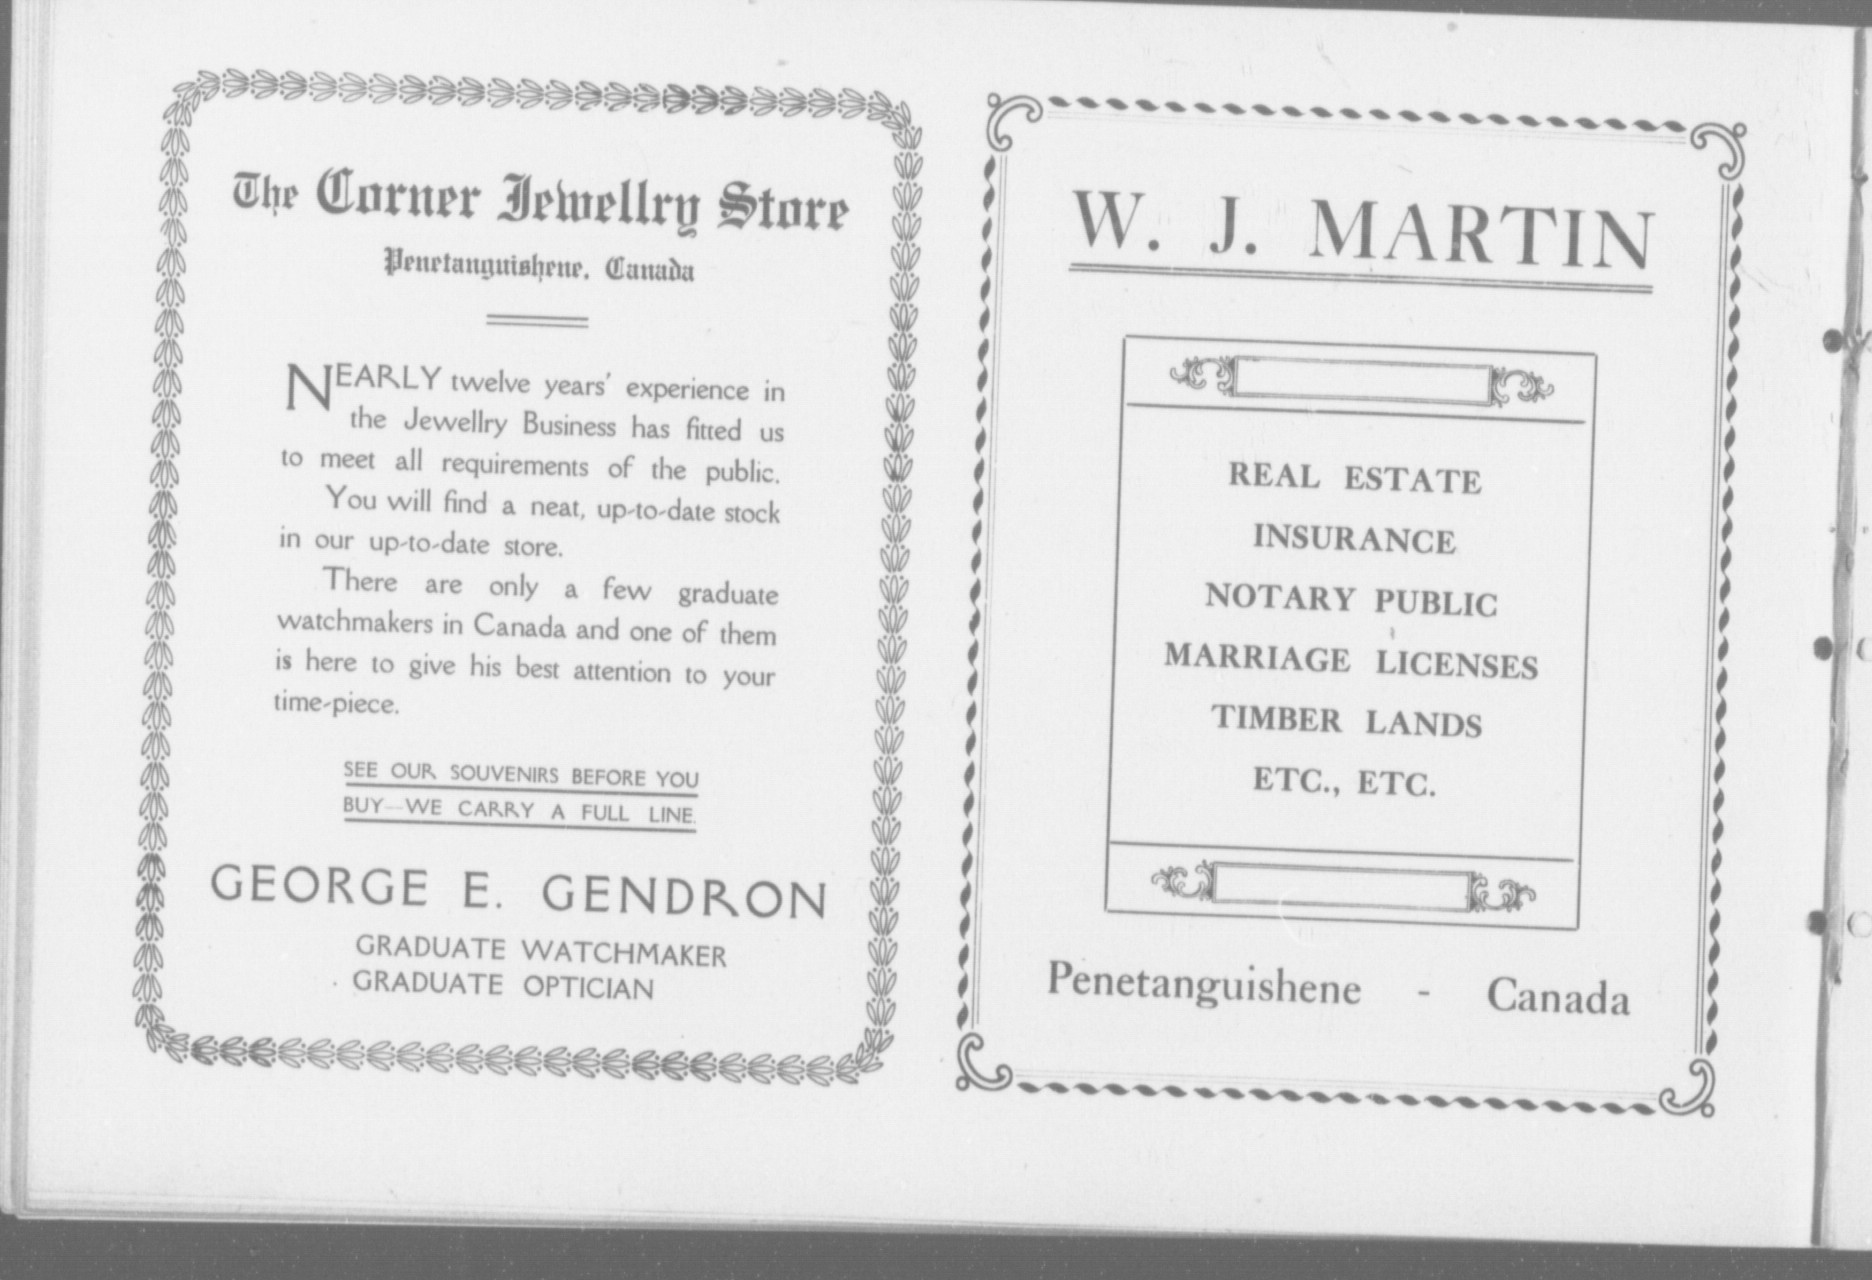 The Corner Jewellry Store
Penetanguishene, Canada
NEARLY twelve years' experience in
the Jewellry Business has fitted us
to meet all requirements of the public.
You will find a neat, up-to-date stock
in our up-to-date store.
There are only a few graduate
watchmakers in Canada and one of them
is here to give his best attention to your
time-piece.
SEE OUR SOUVENIRS BEFORE YOU
BUY—WE CARRY A FULL LINE.
GEORGE E. GENDRON
GRADUATE WATCHMAKER
GRADUATE OPTICIAN
W. J. MARTIN
REAL ESTATE
INSURANCE
NOTARY PUBLIC
MARRIAGE LICENSES
TIMBER LANDS
ETC., ETC.
Penetanguishene - Canada